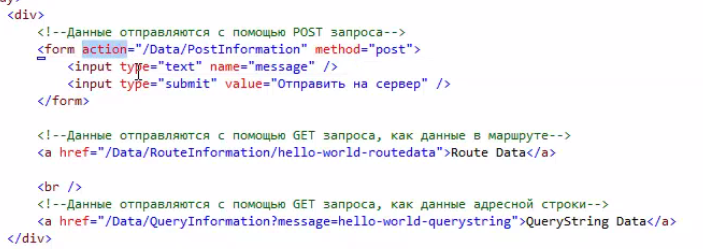 <div>
<!--Данные отправляются с помощью POST запроса-->
<form action="/Data/PostInformation" method="post">
<input type="text" name="message" />
<input type="submit" value="Отправить на сервер" />
</form>
<!--Данные отправляются с помощью GET запроса, как данные в маршруте-->
<a href="/Data/RouteInformation/hello-world-routedata">Route Data</a>
<br />
<!--Данные отправляются с помощью GET запроса, как данные адресной строки-->
<a href="/Data/QueryInformation?message=hello-world-querystring">QueryString Data</a>
</div>